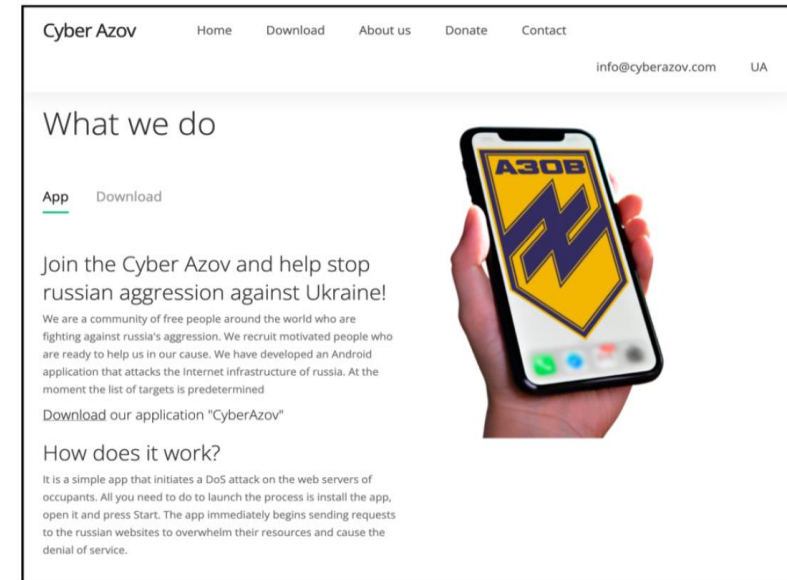 Cyber Azov Home Download About us Donate Contact
info@cyberazov.com UA
What we do
App Download
Join the Cyber Azov and help stop
russian aggression against Ukraine!
We are a community of free people around the world who are
fighting against russia's aggression. We recruit motivated people who
are ready to help us in our cause. We have developed an Android
application that attacks the Internet infrastructure of russia. At the
moment the list of targets is predetermined
Download our application "CyberAzov"
How does it work?
It is a simple app that initiates a DoS attack on the web servers of
occupants. All you need to do to launch the process is install the app,
open it and press Start. The app immediately begins sending requests
to the russian websites to overwhelm their resources and cause the
denial of service.
АЗОВ